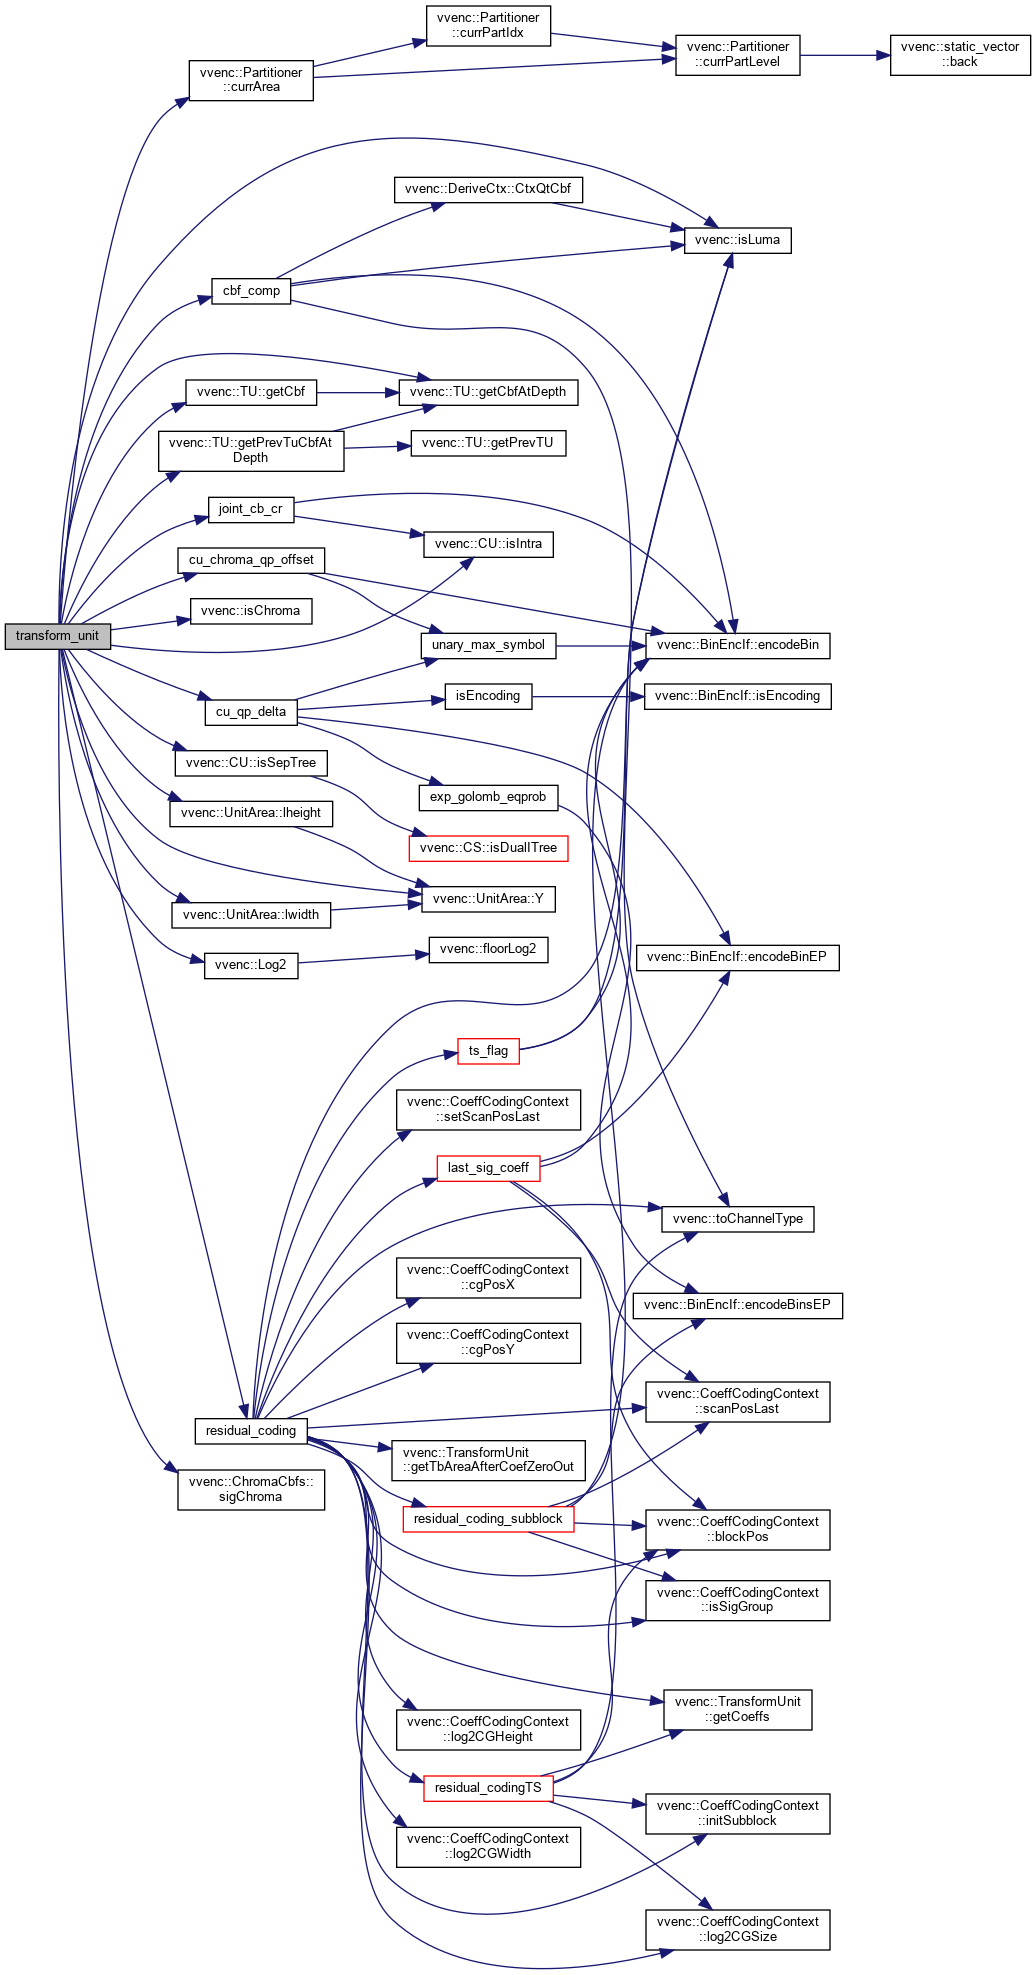 vvenc::Partitioner
::currPartIdx
vvenc::Partitioner
::currPartLevel
vvenc::static_vector
::back
vvenc::Partitioner
::currArea
vvenc::DeriveCtx::CtxQtCbf
vvenc::isLuma
cbf_comp
vvenc::TU::getCbf
vvenc::TU::getCbfAtDepth
vvenc::TU::getPrevTuCbfAt
Depth
vvenc::TU::getPrevTU
joint_cb_cr
vvenc::CU::isIntra
cu_chroma_qp_offset
vvenc::isChroma
transform_unit
unary_max_symbol
vvenc::BinEncIf::encodeBin
isEncoding
vvenc::BinEncIf::isEncoding
cu_qp_delta
vvenc::CU::isSepTree
exp_golomb_eqprob
vvenc::UnitArea::lheight
vvenc::CS::isDualITree
vvenc::UnitArea::Y
vvenc::UnitArea::lwidth
vvenc::Log2
vvenc::floorLog2
vvenc::BinEncIf::encodeBinEP
ts_flag
vvenc::CoeffCodingContext
::setScanPosLast
last_sig_coeff
vvenc::toChannelType
vvenc::CoeffCodingContext
::cgPosX
vvenc::BinEncIf::encodeBinsEP
vvenc::CoeffCodingContext
::cgPosY
vvenc::CoeffCodingContext
::scanPosLast
residual_coding
vvenc::TransformUnit
::getTbAreaAfterCoefZeroOut
vvenc::ChromaCbfs::
sigChroma
residual_coding_subblock
vvenc::CoeffCodingContext
::blockPos
vvenc::CoeffCodingContext
::isSigGroup
vvenc::TransformUnit
::getCoeffs
vvenc::CoeffCodingContext
::log2CGHeight
residual_codingTS
vvenc::CoeffCodingContext
::initSubblock
vvenc::CoeffCodingContext
::log2CGWidth
vvenc::CoeffCodingContext
::log2CGSize